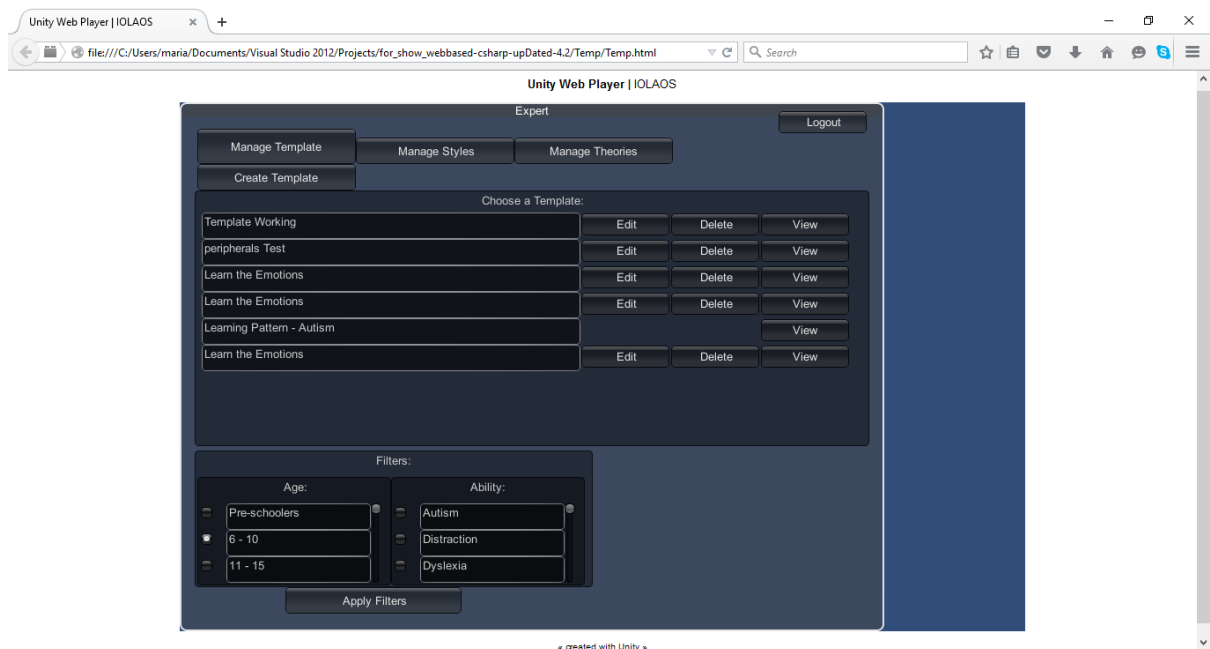 Unity Web Player | IOLAOS
file:///C:/Users/maria/Documents/Visual Studio 2012/Projects/for_show_webbased-csharp-upDated-4.2/Temp/Temp.html
Search
Unity Web Player | IOLAOS
Expert
Logout
Manage Template Manage Styles Manage Theories
Create Template
Choose a Template:
Template Working Edit Delete View
peripherals Test Edit Delete View
Learn the Emotions Edit Delete View
Learn the Emotions Edit Delete View
Learning Pattern - Autism View
Learn the Emotions Edit Delete View
Filters:
Age: Ability:
Pre-schoolers Autism
6 - 10 Distraction
11 - 15 Dyslexia
Apply Filters
« created with Unity »